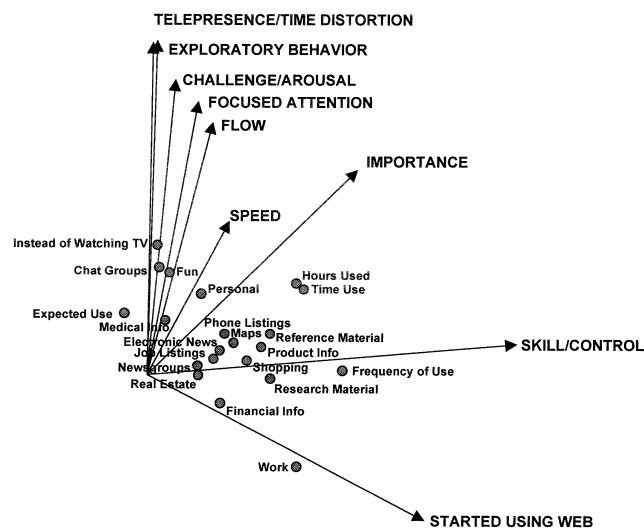 TELEPRESENCE/TIME DISTORTION
EXPLORATORY BEHAVIOR
CHALLENGE/AROUSAL
FOCUSED ATTENTION
FLOW
IMPORTANCE
SPEED
Instead of Watching TV
Chat Groups
Fun
Hours Used
Personal
Time Use
Expected Use
Medical Info
Phone Listings
Electronic News
Maps
Reference Material
Job Listings
Product Info
SKILL/CONTROL
Newsgroups
Shopping
Frequency of Use
Real Estate
Research Material
Financial Info
Work
STARTED USING WEB